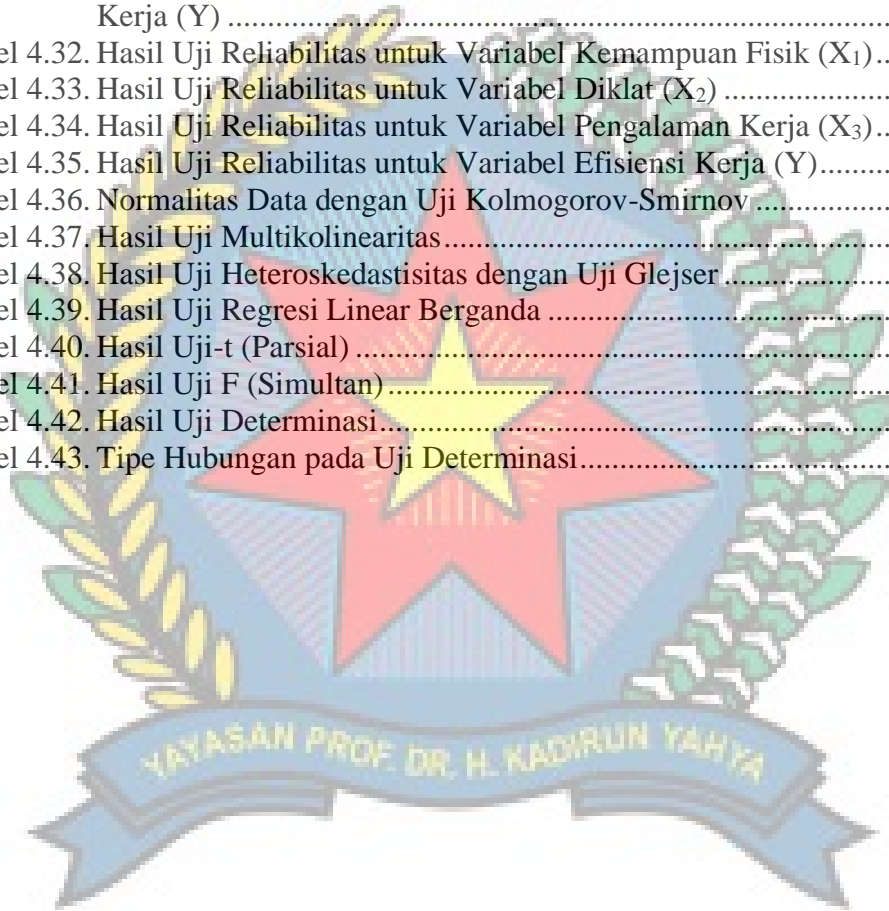 Kerja (Y) ........................................................................................
el 4.32. Hasil Uji Reliabilitas untuk Variabel Kemampuan Fisik (X₁)..
el 4.33. Hasil Uji Reliabilitas untuk Variabel Diklat (X₂) .....................
el 4.34. Hasil Uji Reliabilitas untuk Variabel Pengalaman Kerja (X₃)..
el 4.35. Hasil Uji Reliabilitas untuk Variabel Efisiensi Kerja (Y).........
el 4.36. Normalitas Data dengan Uji Kolmogorov-Smirnov .................
el 4.37. Hasil Uji Multikolinearitas........................................................
el 4.38. Hasil Uji Heteroskedastisitas dengan Uji Glejser .....................
el 4.39. Hasil Uji Regresi Linear Berganda ...........................................
el 4.40. Hasil Uji-t (Parsial) ...................................................................
el 4.41. Hasil Uji F (Simultan) ...............................................................
el 4.42. Hasil Uji Determinasi................................................................
el 4.43. Tipe Hubungan pada Uji Determinasi.......................................
YAYASAN PROF. DR. H. KADIRUN YAHYA